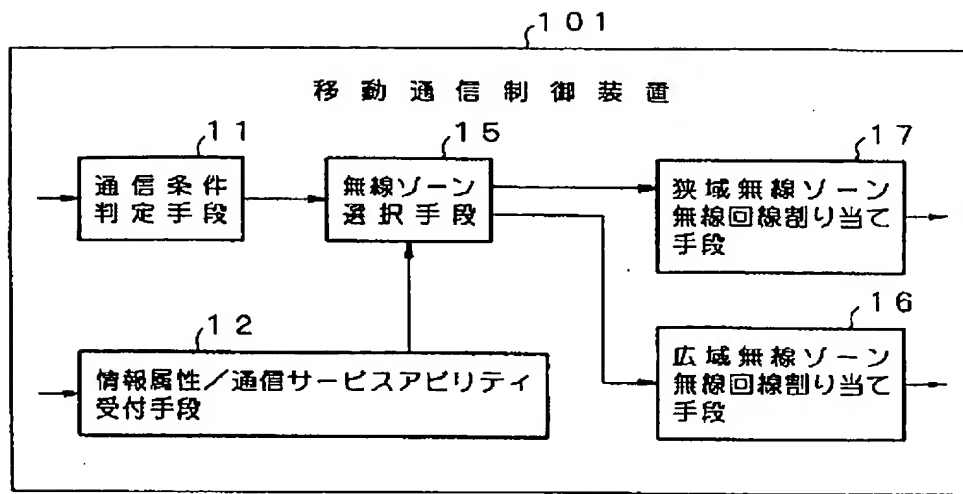 101
移動通信制御装置
11
通信条件
判定手段
15
無線ゾーン
選択手段
17
狭域無線ゾーン
無線回線割り当て
手段
12
情報属性／通信サービスアビリティ
受付手段
16
広域無線ゾーン
無線回線割り当て
手段